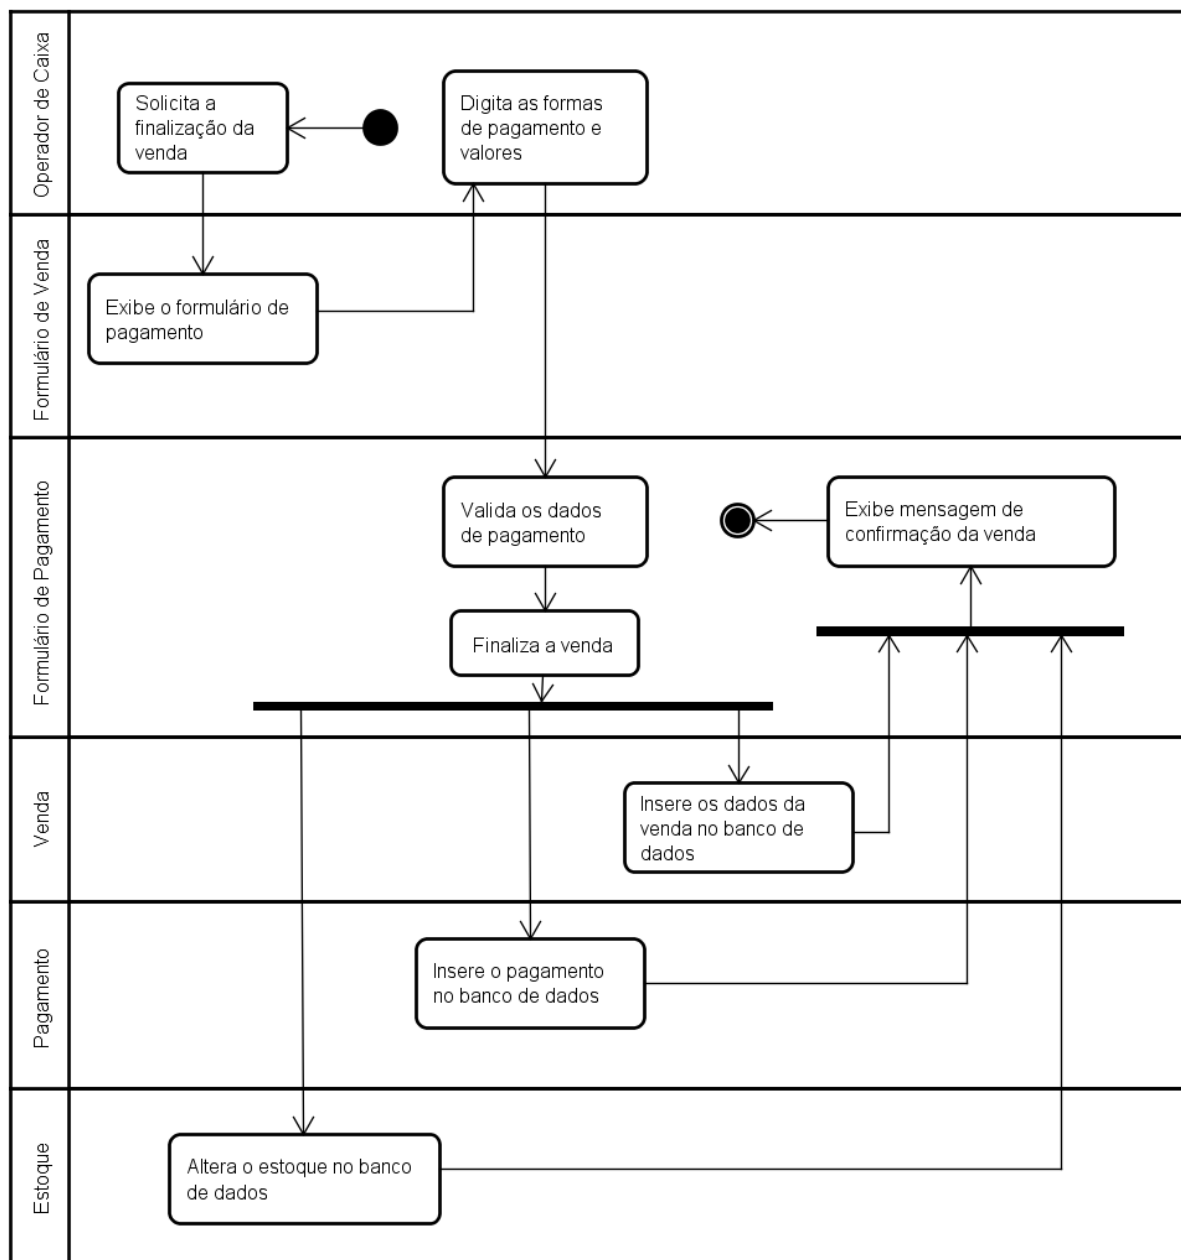 Operador de Caixa
Solicita a
finalização da
venda
Digita as formas
de pagamento e
valores
Formulário de Venda
Exibe o formulário de
pagamento
Formulário de Pagamento
Valida os dados
de pagamento
Exibe mensagem de
confirmação da venda
Finaliza a venda
Venda
Insere os dados da
venda no banco de
dados
Pagamento
Insere o pagamento
no banco de dados
Estoque
Altera o estoque no banco
de dados